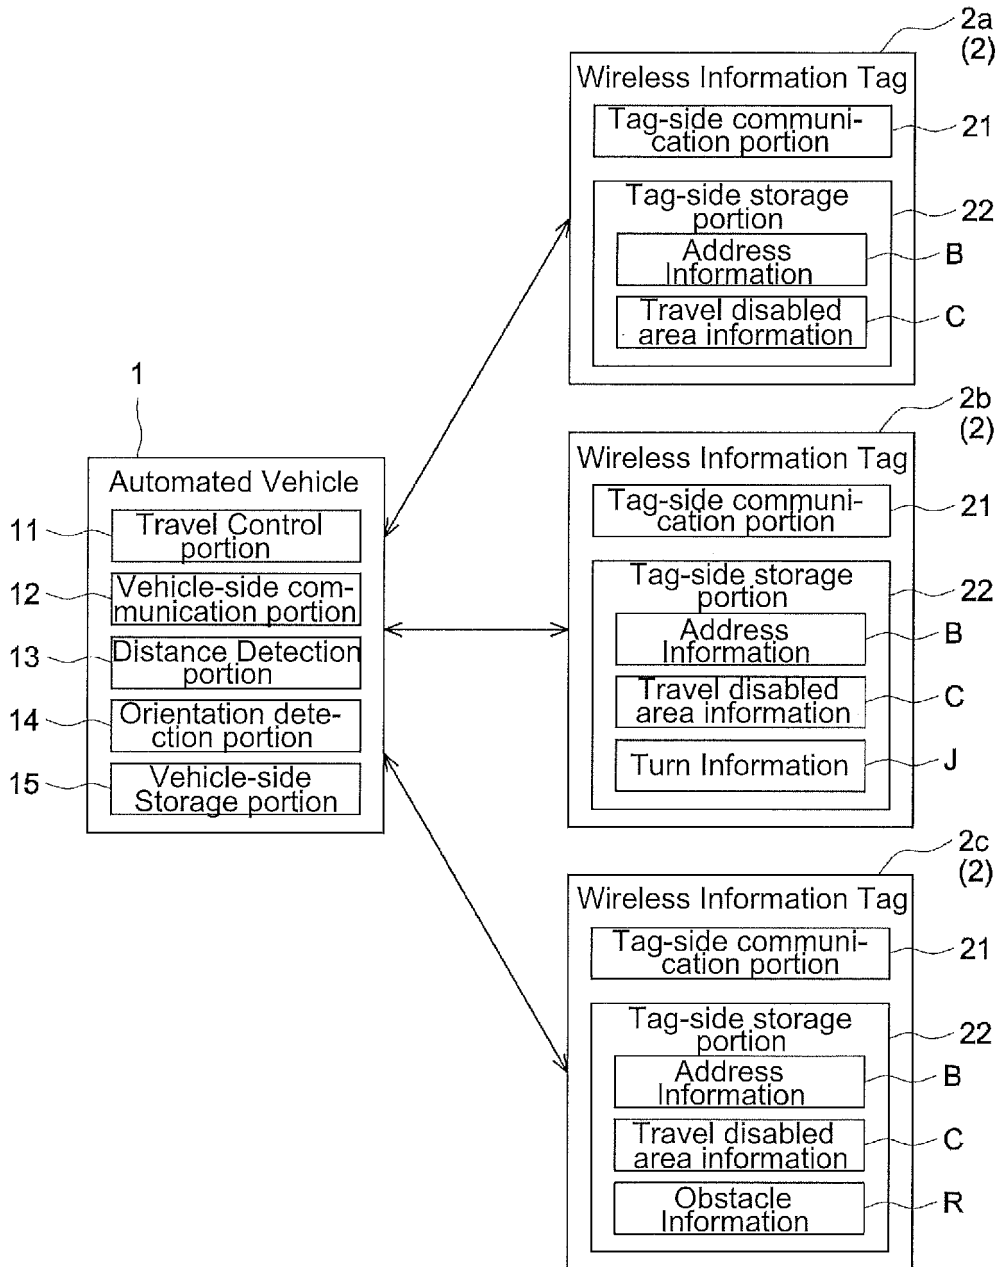 2a
(2)
Wireless Information Tag
Tag-side communi-
cation portion
21
Tag-side storage
portion
22
Address
Information
B
Travel disabled
area information
C
1
Automated Vehicle
11
Travel Control
portion
12
Vehicle-side com-
munication portion
13
Distance Detection
portion
14
Orientation dete-
ction portion
15
Vehicle-side
Storage portion
2b
(2)
Wireless Information Tag
Tag-side communi-
cation portion
21
Tag-side storage
portion
22
Address
Information
B
Travel disabled
area information
C
Turn Information
J
2c
(2)
Wireless Information Tag
Tag-side communi-
cation portion
21
Tag-side storage
portion
22
Address
Information
B
Travel disabled
area information
C
Obstacle
Information
R